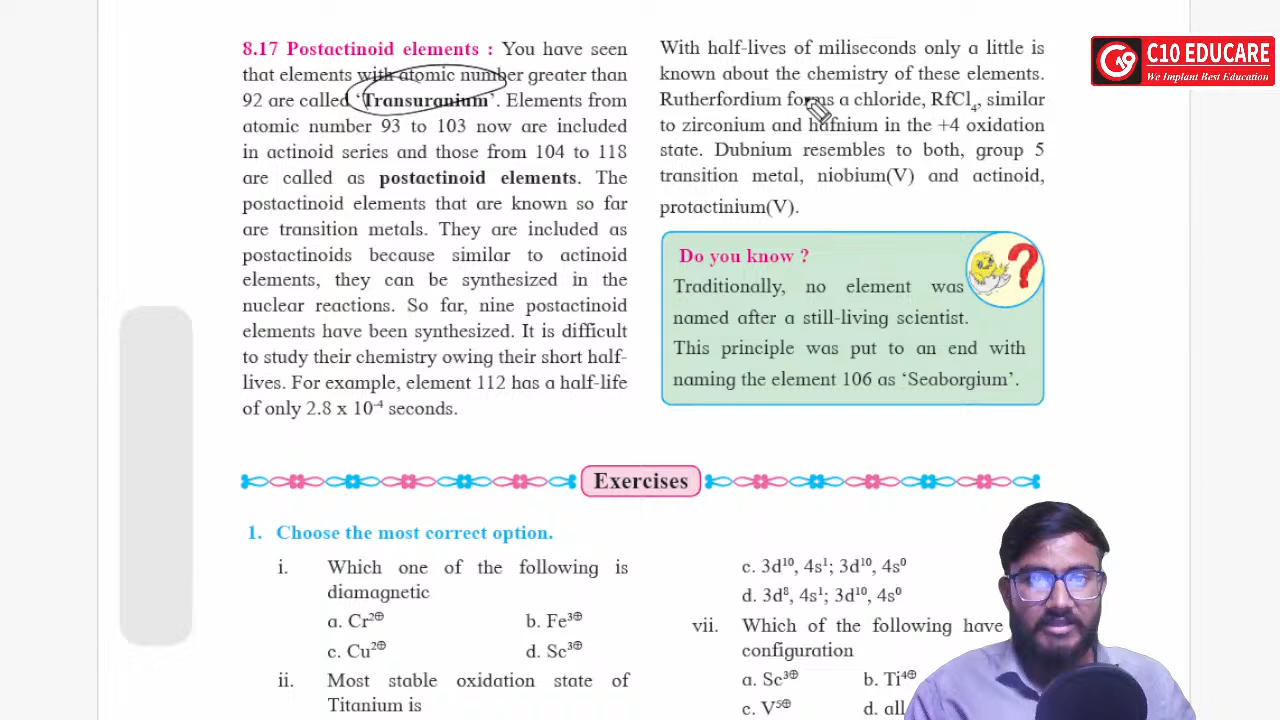 8.17 Postactinoid elements : You have seen
that elements with atomic number greater than
92 are called ‘Transuranium’. Elements from
atomic number 93 to 103 now are included
in actinoid series and those from 104 to 118
are called as postactinoid elements. The
postactinoid elements that are known so far
are transition metals. They are included as
postactinoids because similar to actinoid
elements, they can be synthesized in the
nuclear reactions. So far, nine postactinoid
elements have been synthesized. It is difficult
to study their chemistry owing their short half-
lives. For example, element 112 has a half-life
of only 2.8 x 10⁻⁴ seconds.
With half-lives of miliseconds only a little is
known about the chemistry of these elements.
Rutherfordium forms a chloride, RfCl₄, similar
to zirconium and hafnium in the +4 oxidation
state. Dubnium resembles to both, group 5
transition metal, niobium(V) and actinoid,
protactinium(V).
Do you know ?
Traditionally, no element was
named after a still-living scientist.
This principle was put to an end with
naming the element 106 as ‘Seaborgium’.
C10 EDUCARE
We Implant Best Education
Exercises
1. Choose the most correct option.
i. Which one of the following is
diamagnetic
a. Cr²⊕ b. Fe³⊕
c. Cu²⊕ d. Sc³⊕
ii. Most stable oxidation state of
Titanium is
c. 3d¹⁰, 4s¹; 3d¹⁰, 4s⁰
d. 3d⁸, 4s¹; 3d¹⁰, 4s⁰
vii. Which of the following have
configuration
a. Sc³⊕ b. Ti⁴⊕
c. V⁵⊕ d. all